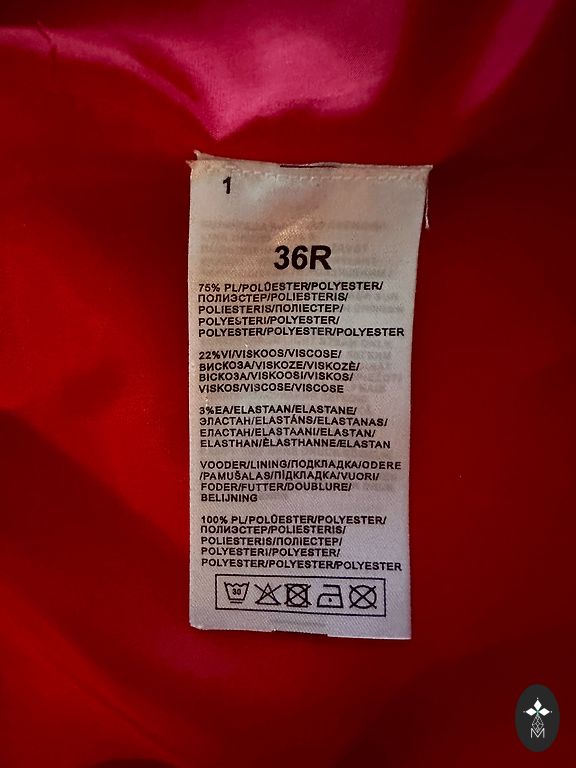 1
36R
75% PL/POLÜESTER/POLYESTER/
ПОЛИЭСТЕР/POLIESTERIS/
POLIESTERIS/ПОЛІЕСТЕР/
POLYESTERI/POLYESTER/
POLYESTER/POLYESTER/POLYESTER
22%VI/VISKOOS/VISCOSE/
ВИСКОЗА/VISKOZE/VISKOZĖ/
ВІСКОЗА/VISKOOSI/VISKOS/
VISKOS/VISCOSE/VISCOSE
3%EA/ELASTAAN/ELASTANE/
ЭЛАСТАН/ELASTĀNS/ELASTANAS/
ЕЛАСТАН/ELASTAANI/ELASTAN/
ELASTHAN/ÉLASTHANNE/ELASTAN
VOODER/LINING/ПОДКЛАДКА/ODERE
/PAMUŠALAS/ПІДКЛАДКА/VUORI/
FODER/FUTTER/DOUBLURE/
BELIJNING
100% PL/POLÜESTER/POLYESTER/
ПОЛИЭСТЕР/POLIESTERIS/
POLIESTERIS/ПОЛІЕСТЕР/
POLYESTERI/POLYESTER/
POLYESTER/POLYESTER/POLYESTER
30
M